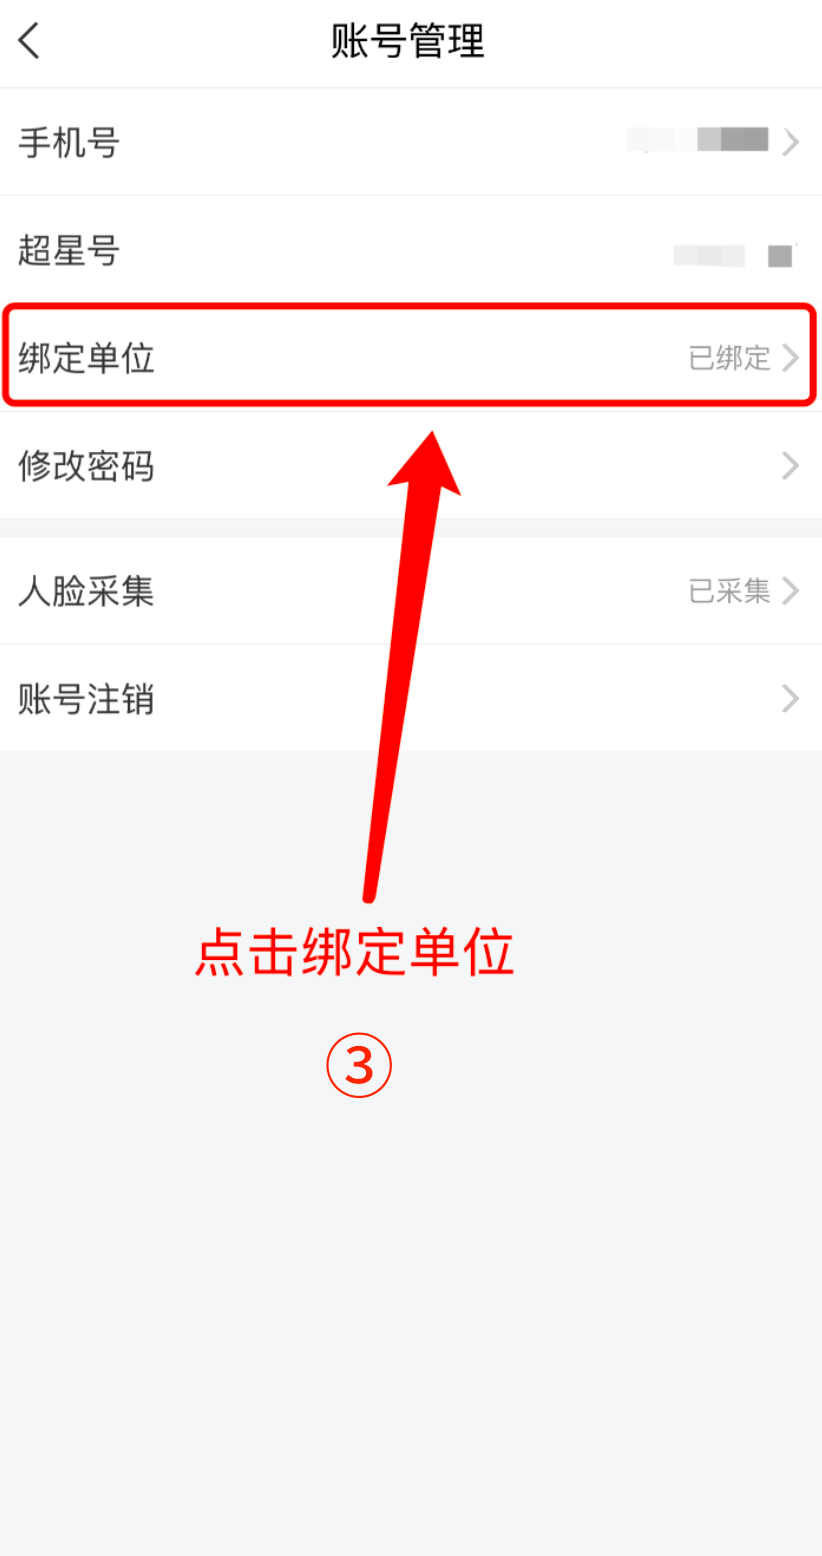 账号管理
手机号
超星号
绑定单位 已绑定
修改密码
人脸采集 已采集
账号注销
点击绑定单位
③